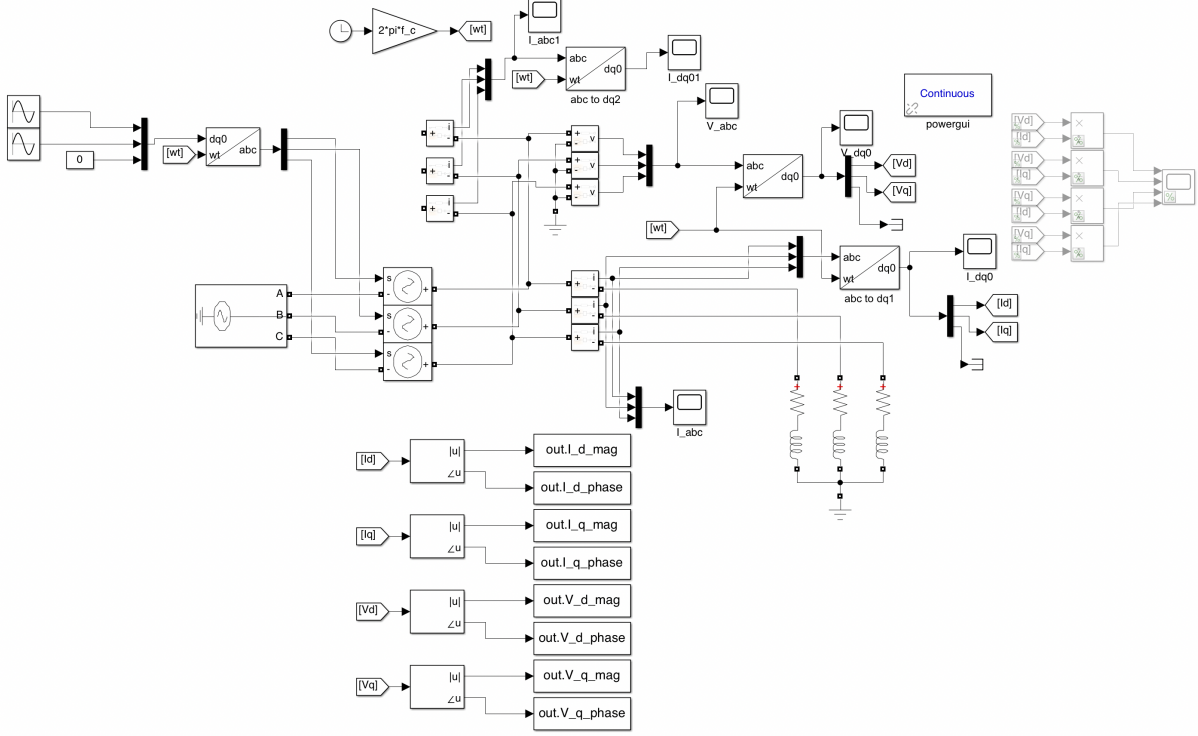 2*pi*f_c
[wt]
I_abc1
abc
wt
dq0
abc to dq2
[wt]
I_dq01
V_abc
Continuous
powergui
0
[wt]
dq0
wt
abc
i
+
-
i
+
-
i
+
-
+
-
v
+
-
v
+
-
v
abc
wt
dq0
V_dq0
[Vd]
[Vq]
[Vd]
[Id]
[Vd]
[Iq]
[Vq]
[Id]
[Vq]
[Iq]
×
×
×
×
[wt]
abc
wt
dq0
abc to dq1
I_dq0
[Id]
[Iq]
A
B
C
s
-
+
s
-
+
s
-
+
+
i
-
+
i
-
+
i
-
+
+
+
I_abc
[Id]
|u|
∠u
out.I_d_mag
out.I_d_phase
[Iq]
|u|
∠u
out.I_q_mag
out.I_q_phase
[Vd]
|u|
∠u
out.V_d_mag
out.V_d_phase
[Vq]
|u|
∠u
out.V_q_mag
out.V_q_phase